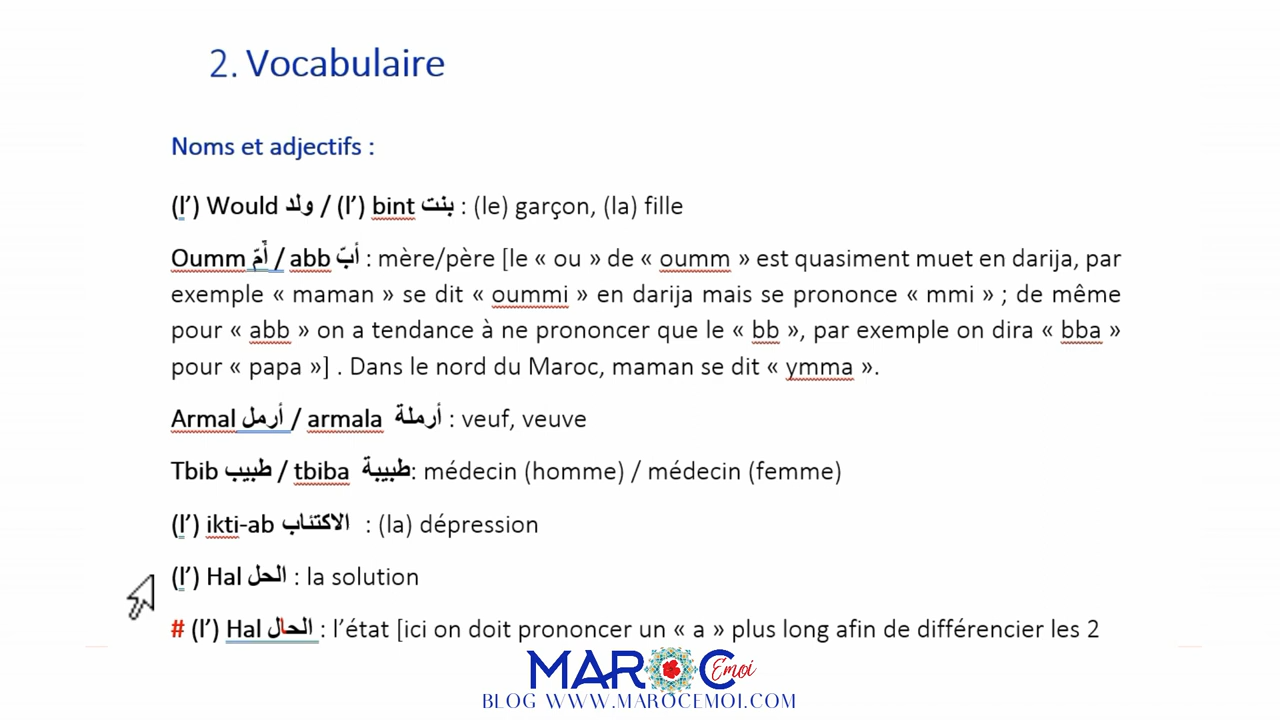 2. Vocabulaire
Noms et adjectifs :
(l’) Would ولد / (l’) bint بنت : (le) garçon, (la) fille
Oumm أُمّ / abb أبّ : mère/père [le « ou » de « oumm » est quasiment muet en darija, par
exemple « maman » se dit « oummi » en darija mais se prononce « mmi » ; de même
pour « abb » on a tendance à ne prononcer que le « bb », par exemple on dira « bba »
pour « papa »] . Dans le nord du Maroc, maman se dit « ymma ».
Armal أرمل / armala أرملة : veuf, veuve
Tbib طبيب / tbiba طبيبة: médecin (homme) / médecin (femme)
(l’) ikti-ab الاكتئاب : (la) dépression
(l’) Hal الحل : la solution
# (l’) Hal الحال : l’état [ici on doit prononcer un « a » plus long afin de différencier les 2
MAROC Emoi
BLOG WWW.MAROCEMOI.COM